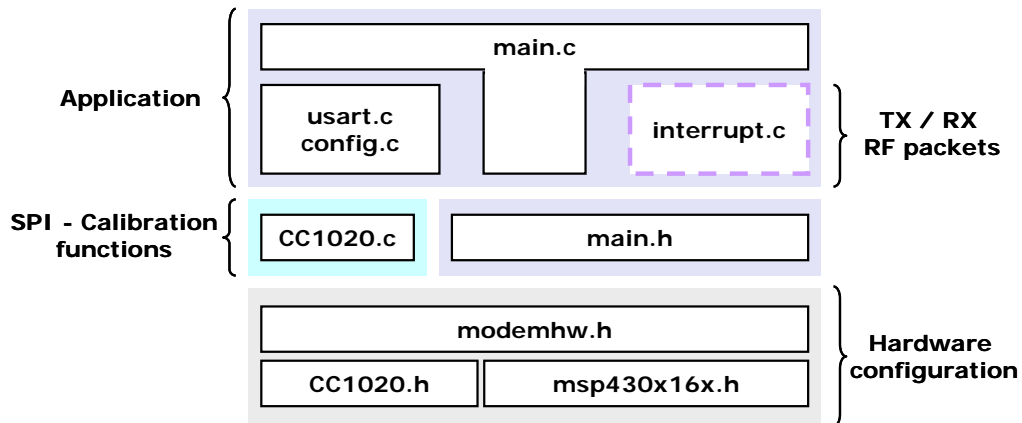 main.c
Application
usart.c
config.c
interrupt.c
TX / RX
RF packets
SPI - Calibration
functions
CC1020.c
main.h
modemhw.h
Hardware
configuration
CC1020.h
msp430x16x.h